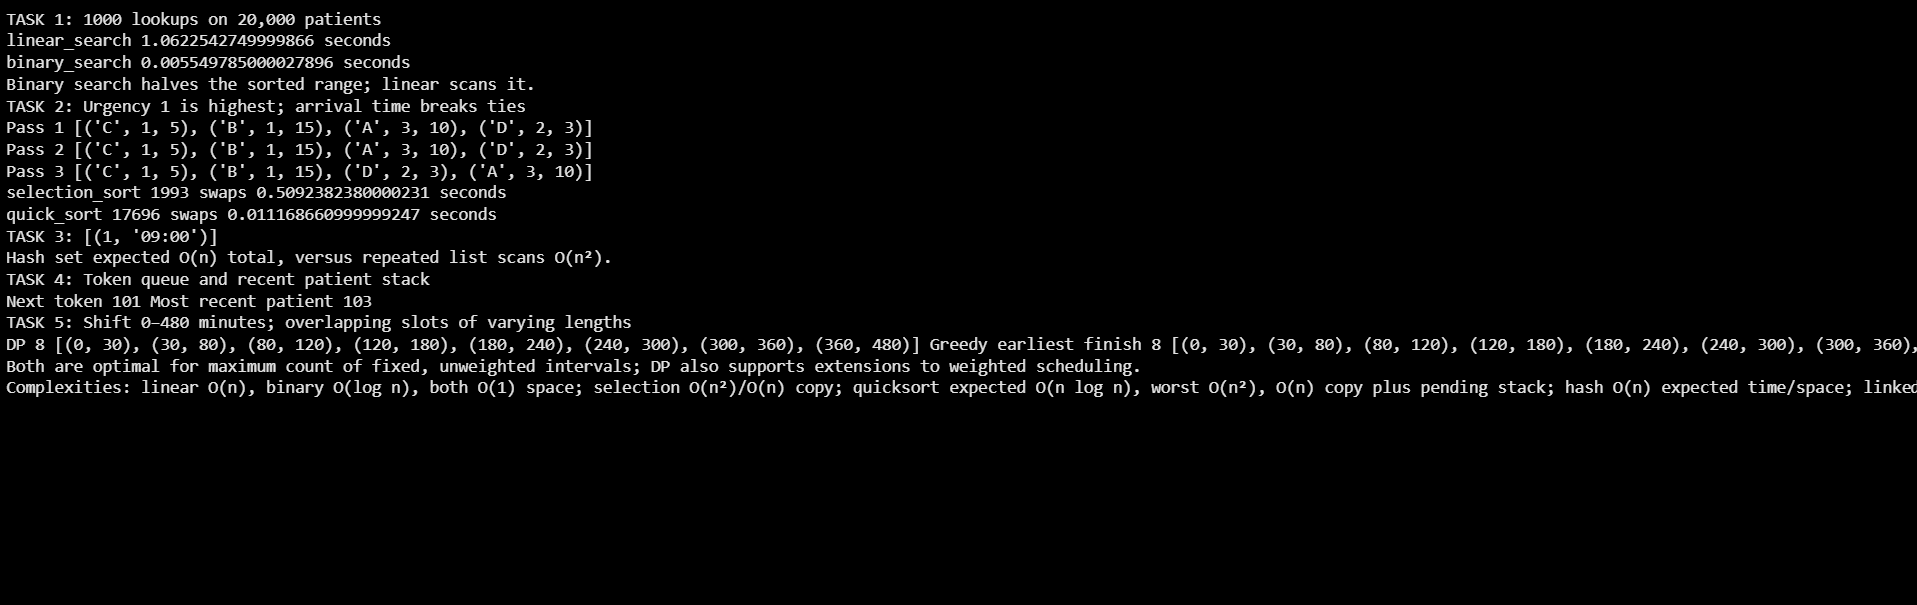 TASK 1: 1000 lookups on 20,000 patients
linear_search 1.0622542749999866 seconds
binary_search 0.005549785000027896 seconds
Binary search halves the sorted range; linear scans it.
TASK 2: Urgency 1 is highest; arrival time breaks ties
Pass 1 [('C', 1, 5), ('B', 1, 15), ('A', 3, 10), ('D', 2, 3)]
Pass 2 [('C', 1, 5), ('B', 1, 15), ('A', 3, 10), ('D', 2, 3)]
Pass 3 [('C', 1, 5), ('B', 1, 15), ('D', 2, 3), ('A', 3, 10)]
selection_sort 1993 swaps 0.5092382380000231 seconds
quick_sort 17696 swaps 0.011168660999999247 seconds
TASK 3: [(1, '09:00')]
Hash set expected O(n) total, versus repeated list scans O(n²).
TASK 4: Token queue and recent patient stack
Next token 101 Most recent patient 103
TASK 5: Shift 0–480 minutes; overlapping slots of varying lengths
DP 8 [(0, 30), (30, 80), (80, 120), (120, 180), (180, 240), (240, 300), (300, 360), (360, 480)] Greedy earliest finish 8 [(0, 30), (30, 80), (80, 120), (120, 180), (180, 240), (240, 300), (300, 360),
Both are optimal for maximum count of fixed, unweighted intervals; DP also supports extensions to weighted scheduling.
Complexities: linear O(n), binary O(log n), both O(1) space; selection O(n²)/O(n) copy; quicksort expected O(n log n), worst O(n²), O(n) copy plus pending stack; hash O(n) expected time/space; linked